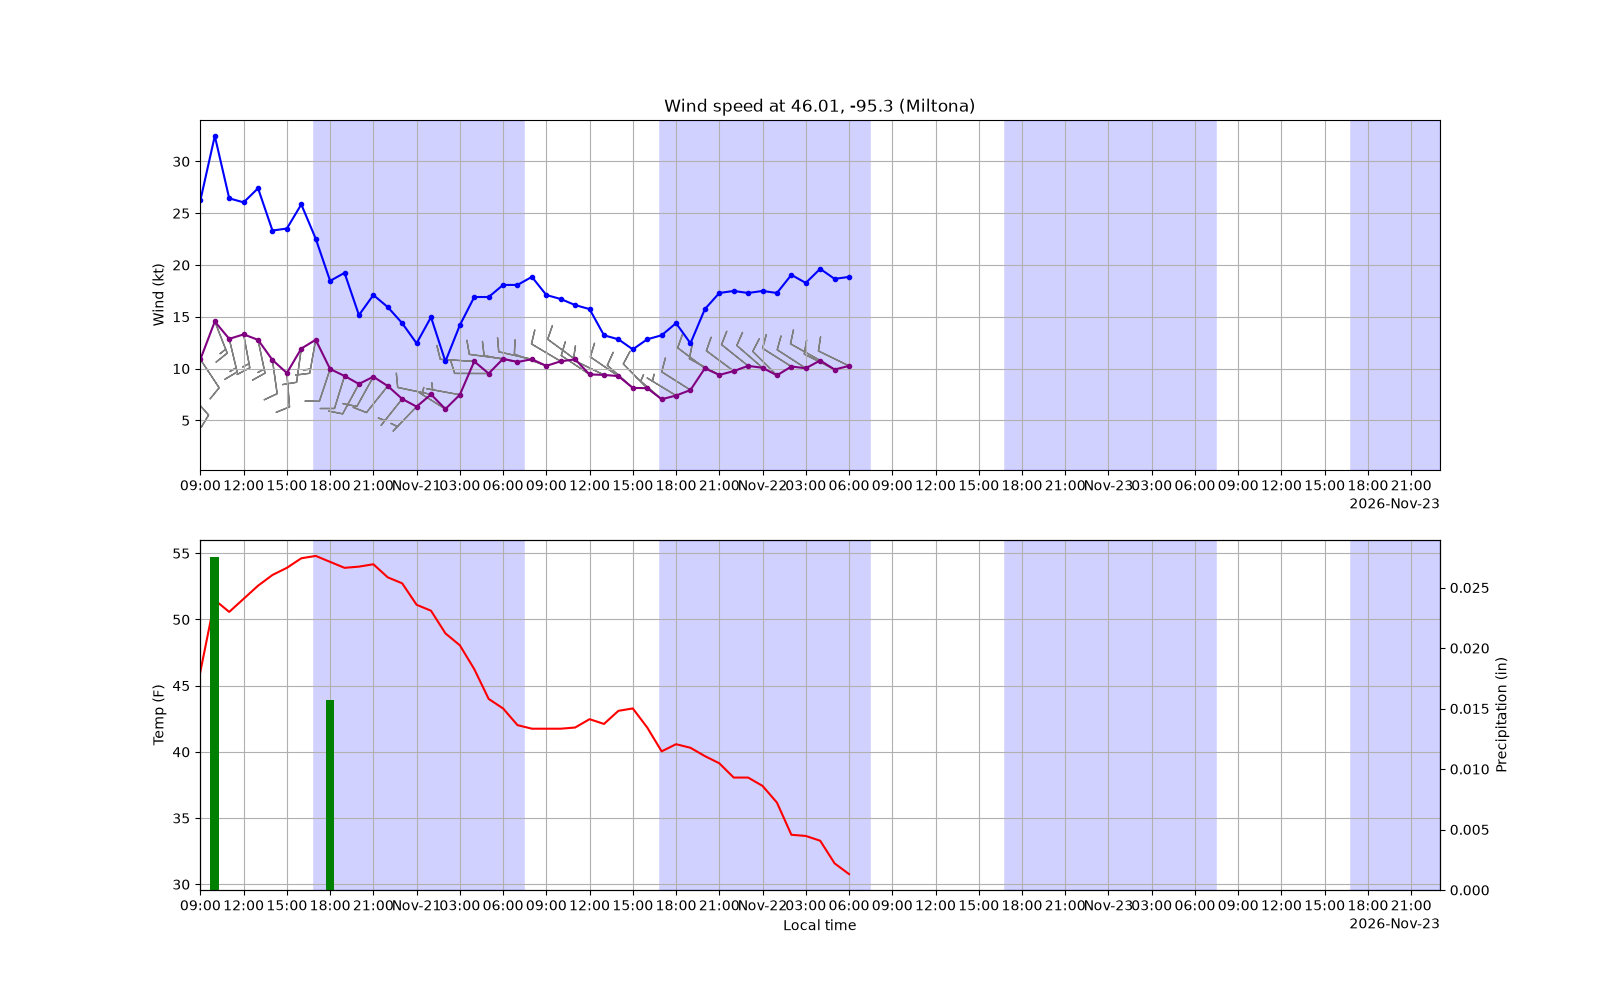 Wind speed at 46.01, -95.3 (Miltona)
Wind (kt)
30
25
20
15
10
5
09:00 12:00 15:00 18:00 21:00 Nov-21 03:00 06:00 09:00 12:00 15:00 18:00 21:00 Nov-22 03:00 06:00 09:00 12:00 15:00 18:00 21:00 Nov-23 03:00 06:00 09:00 12:00 15:00 18:00 21:00
2026-Nov-23
Temp (F)
55
50
45
40
35
30
0.025
0.020
0.015
0.010
0.005
0.000
Precipitation (in)
09:00 12:00 15:00 18:00 21:00 Nov-21 03:00 06:00 09:00 12:00 15:00 18:00 21:00 Nov-22 03:00 06:00 09:00 12:00 15:00 18:00 21:00 Nov-23 03:00 06:00 09:00 12:00 15:00 18:00 21:00
Local time
2026-Nov-23